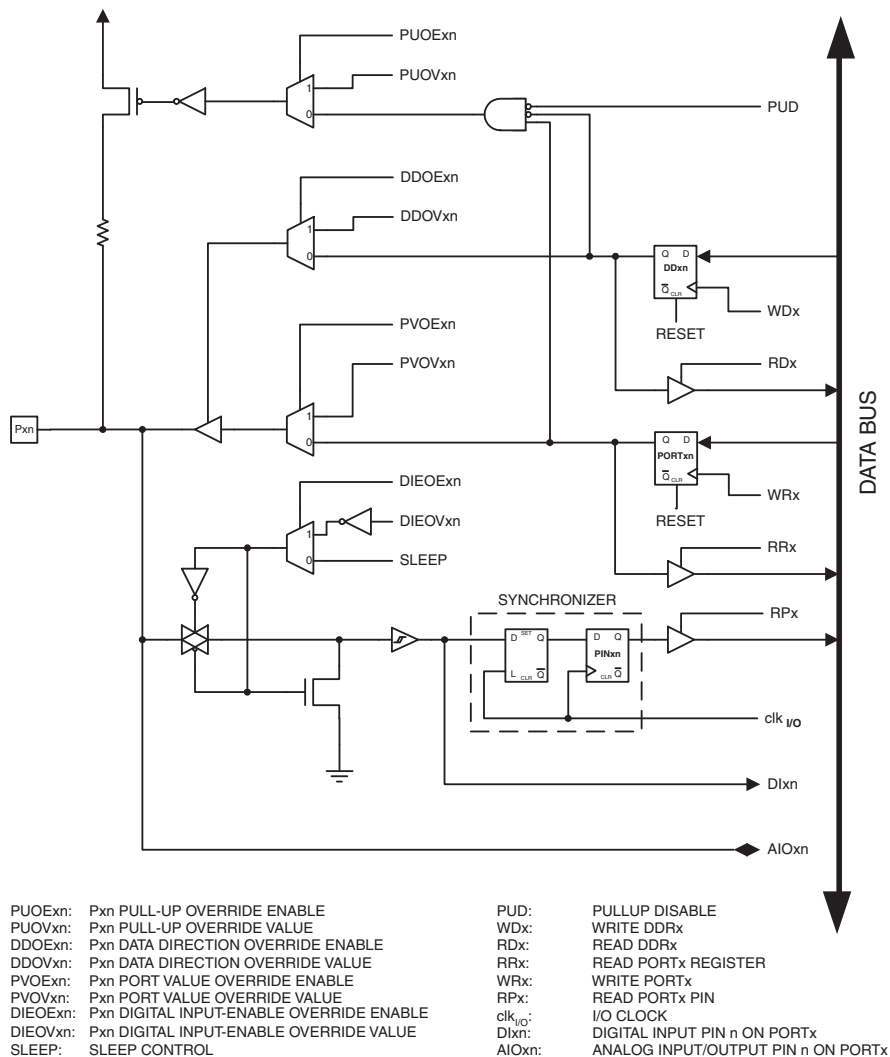 PUOExn
PUOVxn
1
0
PUD
DDOExn
DDOVxn
1
0
Q D
DDxn
Q CLR
WDx
RESET
PVOExn
RDx
PVOVxn
1
0
Pxn
Q D
PORTxn
Q CLR
WRx
RESET
DATA BUS
DIEOExn
DIEOVxn
1
0
SLEEP
RRx
SYNCHRONIZER
RPx
D SET Q
L CLR Q
D Q
PINxn
CLR Q
clk I/O
DIxn
AIOxn
PUOExn: Pxn PULL-UP OVERRIDE ENABLE
PUOVxn: Pxn PULL-UP OVERRIDE VALUE
DDOExn: Pxn DATA DIRECTION OVERRIDE ENABLE
DDOVxn: Pxn DATA DIRECTION OVERRIDE VALUE
PVOExn: Pxn PORT VALUE OVERRIDE ENABLE
PVOVxn: Pxn PORT VALUE OVERRIDE VALUE
DIEOExn: Pxn DIGITAL INPUT-ENABLE OVERRIDE ENABLE
DIEOVxn: Pxn DIGITAL INPUT-ENABLE OVERRIDE VALUE
SLEEP: SLEEP CONTROL
PUD: PULLUP DISABLE
WDx: WRITE DDRx
RDx: READ DDRx
RRx: READ PORTx REGISTER
WRx: WRITE PORTx
RPx: READ PORTx PIN
clkI/O: I/O CLOCK
DIxn: DIGITAL INPUT PIN n ON PORTx
AIOxn: ANALOG INPUT/OUTPUT PIN n ON PORTx